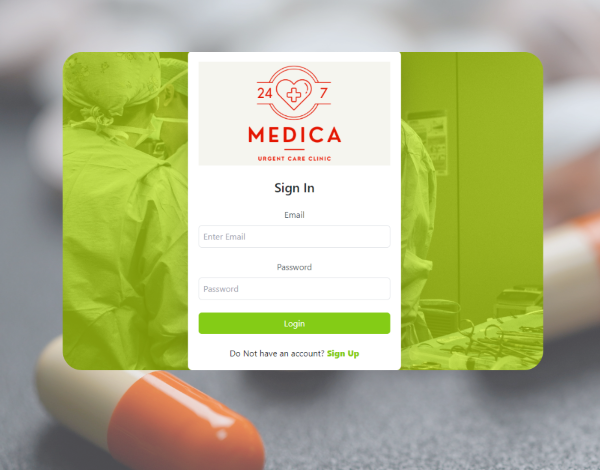 24 7
MEDICA
URGENT CARE CLINIC
Sign In
Email
Enter Email
Password
Password
Login
Do Not have an account? Sign Up